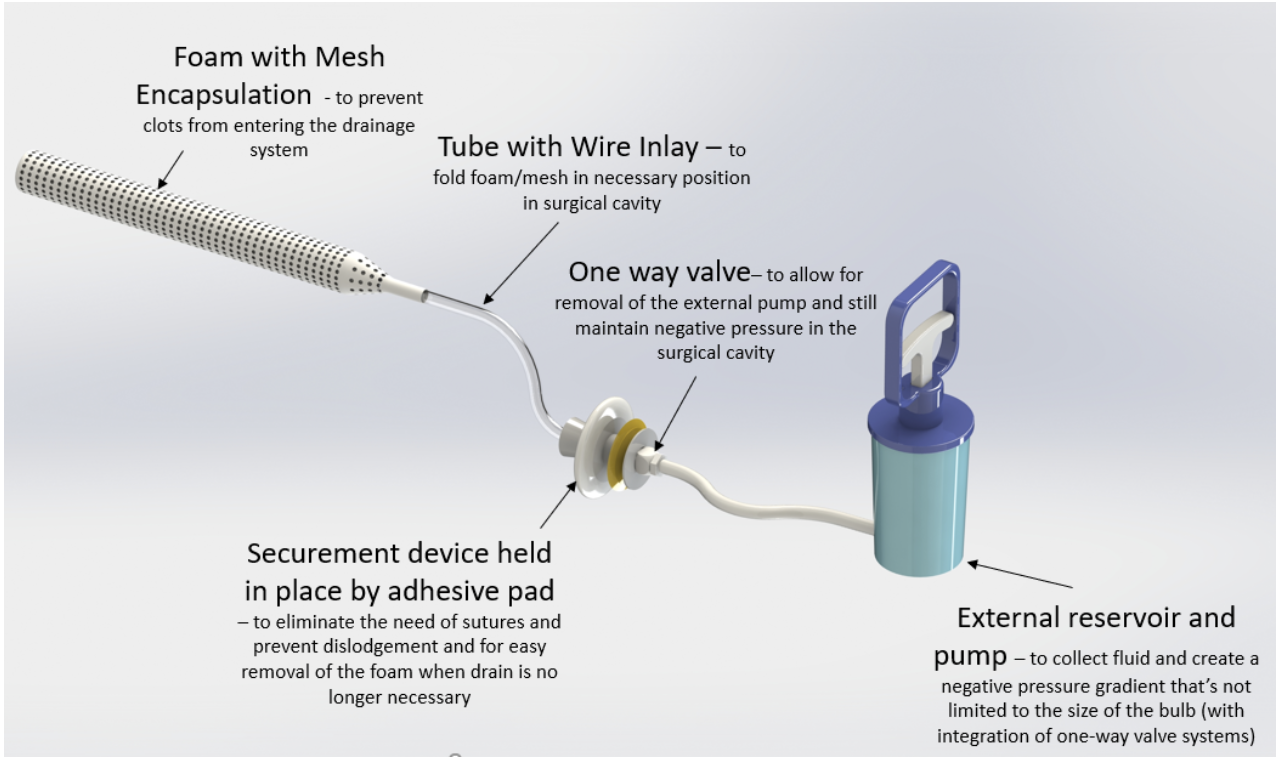 Foam with Mesh
Encapsulation - to prevent
clots from entering the drainage
system
Tube with Wire Inlay – to
fold foam/mesh in necessary position
in surgical cavity
One way valve– to allow for
removal of the external pump and still
maintain negative pressure in the
surgical cavity
Securement device held
in place by adhesive pad
– to eliminate the need of sutures and
prevent dislodgement and for easy
removal of the foam when drain is no
longer necessary
External reservoir and
pump – to collect fluid and create a
negative pressure gradient that's not
limited to the size of the bulb (with
integration of one-way valve systems)